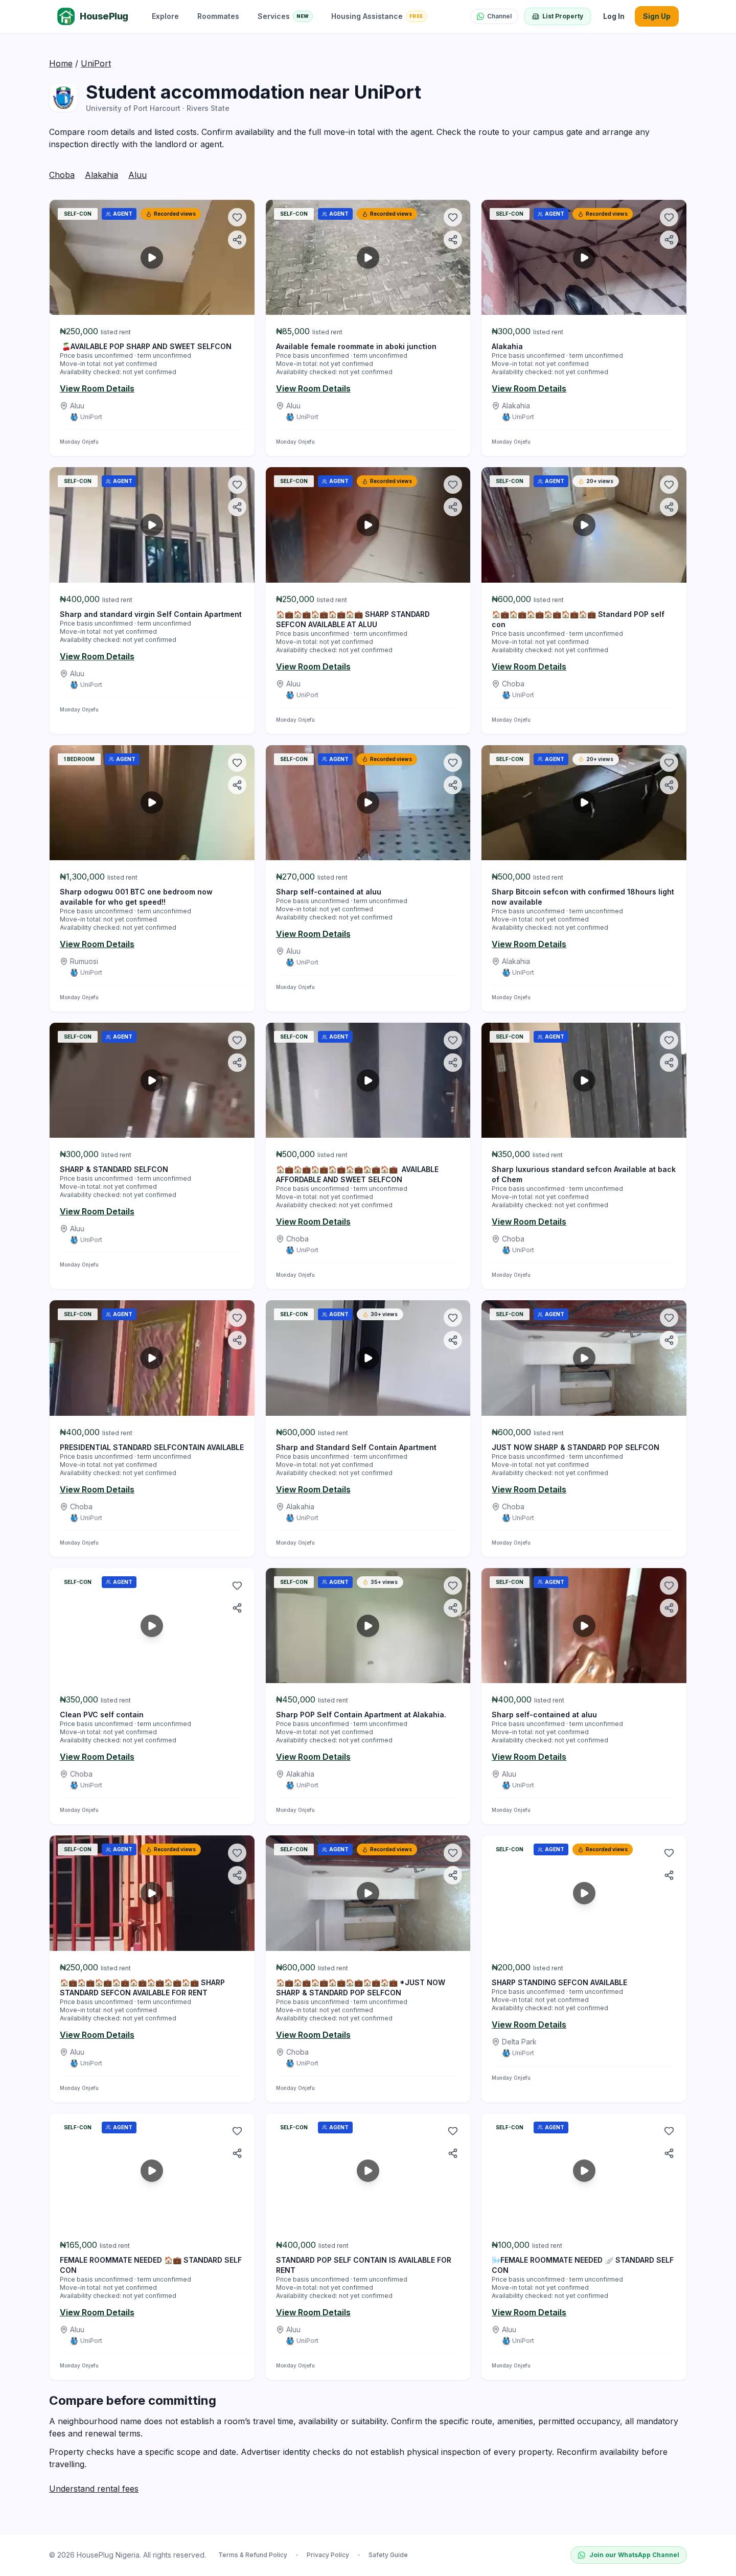 HousePlug Explore Roommates Services NEW Housing Assistance FREE Channel List Property Log In Sign Up
Home / UniPort
Student accommodation near UniPort
University of Port Harcourt · Rivers State
Compare room details and listed costs. Confirm availability and the full move-in total with the agent. Check the route to your campus gate and arrange any
inspection directly with the landlord or agent.
Choba Alakahia Aluu
SELF-CON AGENT Recorded views
₦250,000 listed rent
🍒AVAILABLE POP SHARP AND SWEET SELFCON
Price basis unconfirmed · term unconfirmed
Move-in total: not yet confirmed
Availability checked: not yet confirmed
View Room Details
Aluu
UniPort
Monday Onjefu
SELF-CON AGENT Recorded views
₦85,000 listed rent
Available female roommate in aboki junction
Price basis unconfirmed · term unconfirmed
Move-in total: not yet confirmed
Availability checked: not yet confirmed
View Room Details
Aluu
UniPort
Monday Onjefu
SELF-CON AGENT Recorded views
₦300,000 listed rent
Alakahia
Price basis unconfirmed · term unconfirmed
Move-in total: not yet confirmed
Availability checked: not yet confirmed
View Room Details
Alakahia
UniPort
Monday Onjefu
SELF-CON AGENT
₦400,000 listed rent
Sharp and standard virgin Self Contain Apartment
Price basis unconfirmed · term unconfirmed
Move-in total: not yet confirmed
Availability checked: not yet confirmed
View Room Details
Aluu
UniPort
Monday Onjefu
SELF-CON AGENT Recorded views
₦250,000 listed rent
🏠💼🏠💼🏠💼🏠💼🏠💼 SHARP STANDARD
SEFCON AVAILABLE AT ALUU
Price basis unconfirmed · term unconfirmed
Move-in total: not yet confirmed
Availability checked: not yet confirmed
View Room Details
Aluu
UniPort
Monday Onjefu
SELF-CON AGENT 20+ views
₦600,000 listed rent
🏠💼🏠💼🏠💼🏠💼🏠💼🏠💼 Standard POP self
con
Price basis unconfirmed · term unconfirmed
Move-in total: not yet confirmed
Availability checked: not yet confirmed
View Room Details
Choba
UniPort
Monday Onjefu
1 BEDROOM AGENT
₦1,300,000 listed rent
Sharp odogwu 001 BTC one bedroom now
available for who get speed!!
Price basis unconfirmed · term unconfirmed
Move-in total: not yet confirmed
Availability checked: not yet confirmed
View Room Details
Rumuosi
UniPort
Monday Onjefu
SELF-CON AGENT Recorded views
₦270,000 listed rent
Sharp self-contained at aluu
Price basis unconfirmed · term unconfirmed
Move-in total: not yet confirmed
Availability checked: not yet confirmed
View Room Details
Aluu
UniPort
Monday Onjefu
SELF-CON AGENT 20+ views
₦500,000 listed rent
Sharp Bitcoin sefcon with confirmed 18hours light
now available
Price basis unconfirmed · term unconfirmed
Move-in total: not yet confirmed
Availability checked: not yet confirmed
View Room Details
Alakahia
UniPort
Monday Onjefu
SELF-CON AGENT
₦300,000 listed rent
SHARP & STANDARD SELFCON
Price basis unconfirmed · term unconfirmed
Move-in total: not yet confirmed
Availability checked: not yet confirmed
View Room Details
Aluu
UniPort
Monday Onjefu
SELF-CON AGENT
₦500,000 listed rent
🏠💼🏠💼🏠💼🏠💼🏠💼🏠💼🏠💼 AVAILABLE
AFFORDABLE AND SWEET SELFCON
Price basis unconfirmed · term unconfirmed
Move-in total: not yet confirmed
Availability checked: not yet confirmed
View Room Details
Choba
UniPort
Monday Onjefu
SELF-CON AGENT
₦350,000 listed rent
Sharp luxurious standard sefcon Available at back
of Chem
Price basis unconfirmed · term unconfirmed
Move-in total: not yet confirmed
Availability checked: not yet confirmed
View Room Details
Choba
UniPort
Monday Onjefu
SELF-CON AGENT
₦400,000 listed rent
PRESIDENTIAL STANDARD SELFCONTAIN AVAILABLE
Price basis unconfirmed · term unconfirmed
Move-in total: not yet confirmed
Availability checked: not yet confirmed
View Room Details
Choba
UniPort
Monday Onjefu
SELF-CON AGENT 30+ views
₦600,000 listed rent
Sharp and Standard Self Contain Apartment
Price basis unconfirmed · term unconfirmed
Move-in total: not yet confirmed
Availability checked: not yet confirmed
View Room Details
Alakahia
UniPort
Monday Onjefu
SELF-CON AGENT
₦600,000 listed rent
JUST NOW SHARP & STANDARD POP SELFCON
Price basis unconfirmed · term unconfirmed
Move-in total: not yet confirmed
Availability checked: not yet confirmed
View Room Details
Choba
UniPort
Monday Onjefu
SELF-CON AGENT
₦350,000 listed rent
Clean PVC self contain
Price basis unconfirmed · term unconfirmed
Move-in total: not yet confirmed
Availability checked: not yet confirmed
View Room Details
Choba
UniPort
Monday Onjefu
SELF-CON AGENT 35+ views
₦450,000 listed rent
Sharp POP Self Contain Apartment at Alakahia.
Price basis unconfirmed · term unconfirmed
Move-in total: not yet confirmed
Availability checked: not yet confirmed
View Room Details
Alakahia
UniPort
Monday Onjefu
SELF-CON AGENT
₦400,000 listed rent
Sharp self-contained at aluu
Price basis unconfirmed · term unconfirmed
Move-in total: not yet confirmed
Availability checked: not yet confirmed
View Room Details
Aluu
UniPort
Monday Onjefu
SELF-CON AGENT Recorded views
₦250,000 listed rent
🏠💼🏠💼🏠💼🏠💼🏠💼🏠💼🏠💼🏠💼 SHARP
STANDARD SEFCON AVAILABLE FOR RENT
Price basis unconfirmed · term unconfirmed
Move-in total: not yet confirmed
Availability checked: not yet confirmed
View Room Details
Aluu
UniPort
Monday Onjefu
SELF-CON AGENT Recorded views
₦600,000 listed rent
🏠💼🏠💼🏠💼🏠💼🏠💼🏠💼🏠💼 *JUST NOW
SHARP & STANDARD POP SELFCON
Price basis unconfirmed · term unconfirmed
Move-in total: not yet confirmed
Availability checked: not yet confirmed
View Room Details
Choba
UniPort
Monday Onjefu
SELF-CON AGENT Recorded views
₦200,000 listed rent
SHARP STANDING SEFCON AVAILABLE
Price basis unconfirmed · term unconfirmed
Move-in total: not yet confirmed
Availability checked: not yet confirmed
View Room Details
Delta Park
UniPort
Monday Onjefu
SELF-CON AGENT
₦165,000 listed rent
FEMALE ROOMMATE NEEDED 🏠💼 STANDARD SELF
CON
Price basis unconfirmed · term unconfirmed
Move-in total: not yet confirmed
Availability checked: not yet confirmed
View Room Details
Aluu
UniPort
Monday Onjefu
SELF-CON AGENT
₦400,000 listed rent
STANDARD POP SELF CONTAIN IS AVAILABLE FOR
RENT
Price basis unconfirmed · term unconfirmed
Move-in total: not yet confirmed
Availability checked: not yet confirmed
View Room Details
Aluu
UniPort
Monday Onjefu
SELF-CON AGENT
₦100,000 listed rent
FEMALE ROOMMATE NEEDED STANDARD SELF
CON
Price basis unconfirmed · term unconfirmed
Move-in total: not yet confirmed
Availability checked: not yet confirmed
View Room Details
Aluu
UniPort
Monday Onjefu
Compare before committing
A neighbourhood name does not establish a room's travel time, availability or suitability. Confirm the specific route, amenities, permitted occupancy, all mandatory
fees and renewal terms.
Property checks have a specific scope and date. Advertiser identity checks do not establish physical inspection of every property. Reconfirm availability before
travelling.
Understand rental fees
© 2026 HousePlug Nigeria. All rights reserved. Terms & Refund Policy · Privacy Policy · Safety Guide Join our WhatsApp Channel